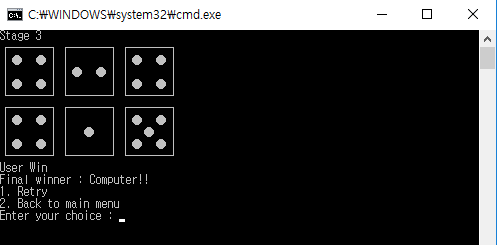 C:₩WINDOWS₩system32₩cmd.exe
Stage 3
User Win
Final winner : Computer!!
1. Retry
2. Back to main menu
Enter your choice :